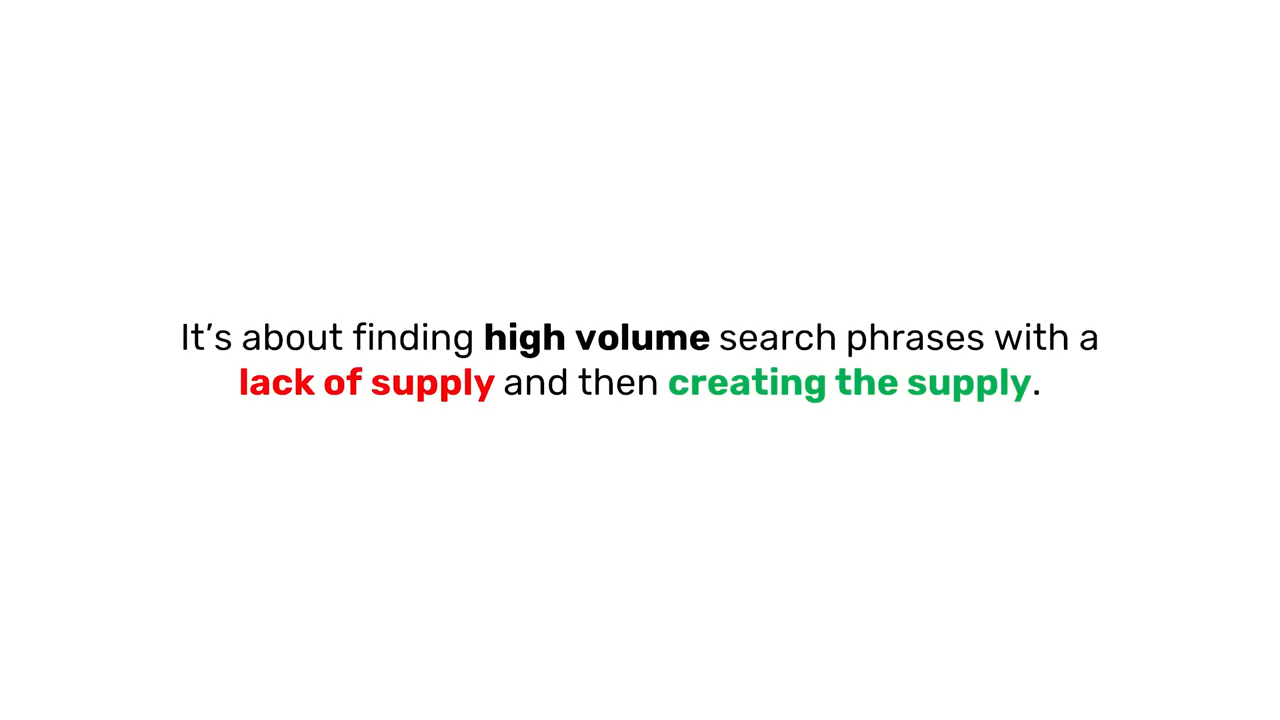 It’s about finding high volume search phrases with a
lack of supply and then creating the supply.